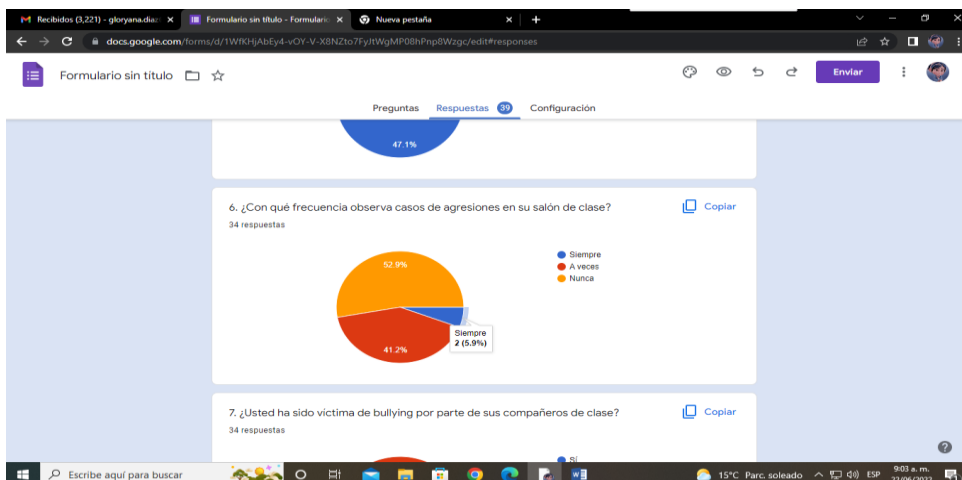 Recibidos (3,221) - gloryana.diaz
Formulario sin título - Formulario
Nueva pestaña
docs.google.com/forms/d/1WfKHjAbEy4-vOY-V-X8NZto7FyJtWgMP08hPnp8Wzgc/edit#responses
Formulario sin título
Enviar
Preguntas Respuestas 39 Configuración
47.1%
6. ¿Con qué frecuencia observa casos de agresiones en su salón de clase?
Copiar
34 respuestas
Siempre
A veces
Nunca
52.9%
Siempre
2 (5.9%)
41.2%
7. ¿Usted ha sido víctima de bullying por parte de sus compañeros de clase?
Copiar
34 respuestas
Sí
Escribe aquí para buscar
15°C Parc. soleado
ESP
9:03 a. m.